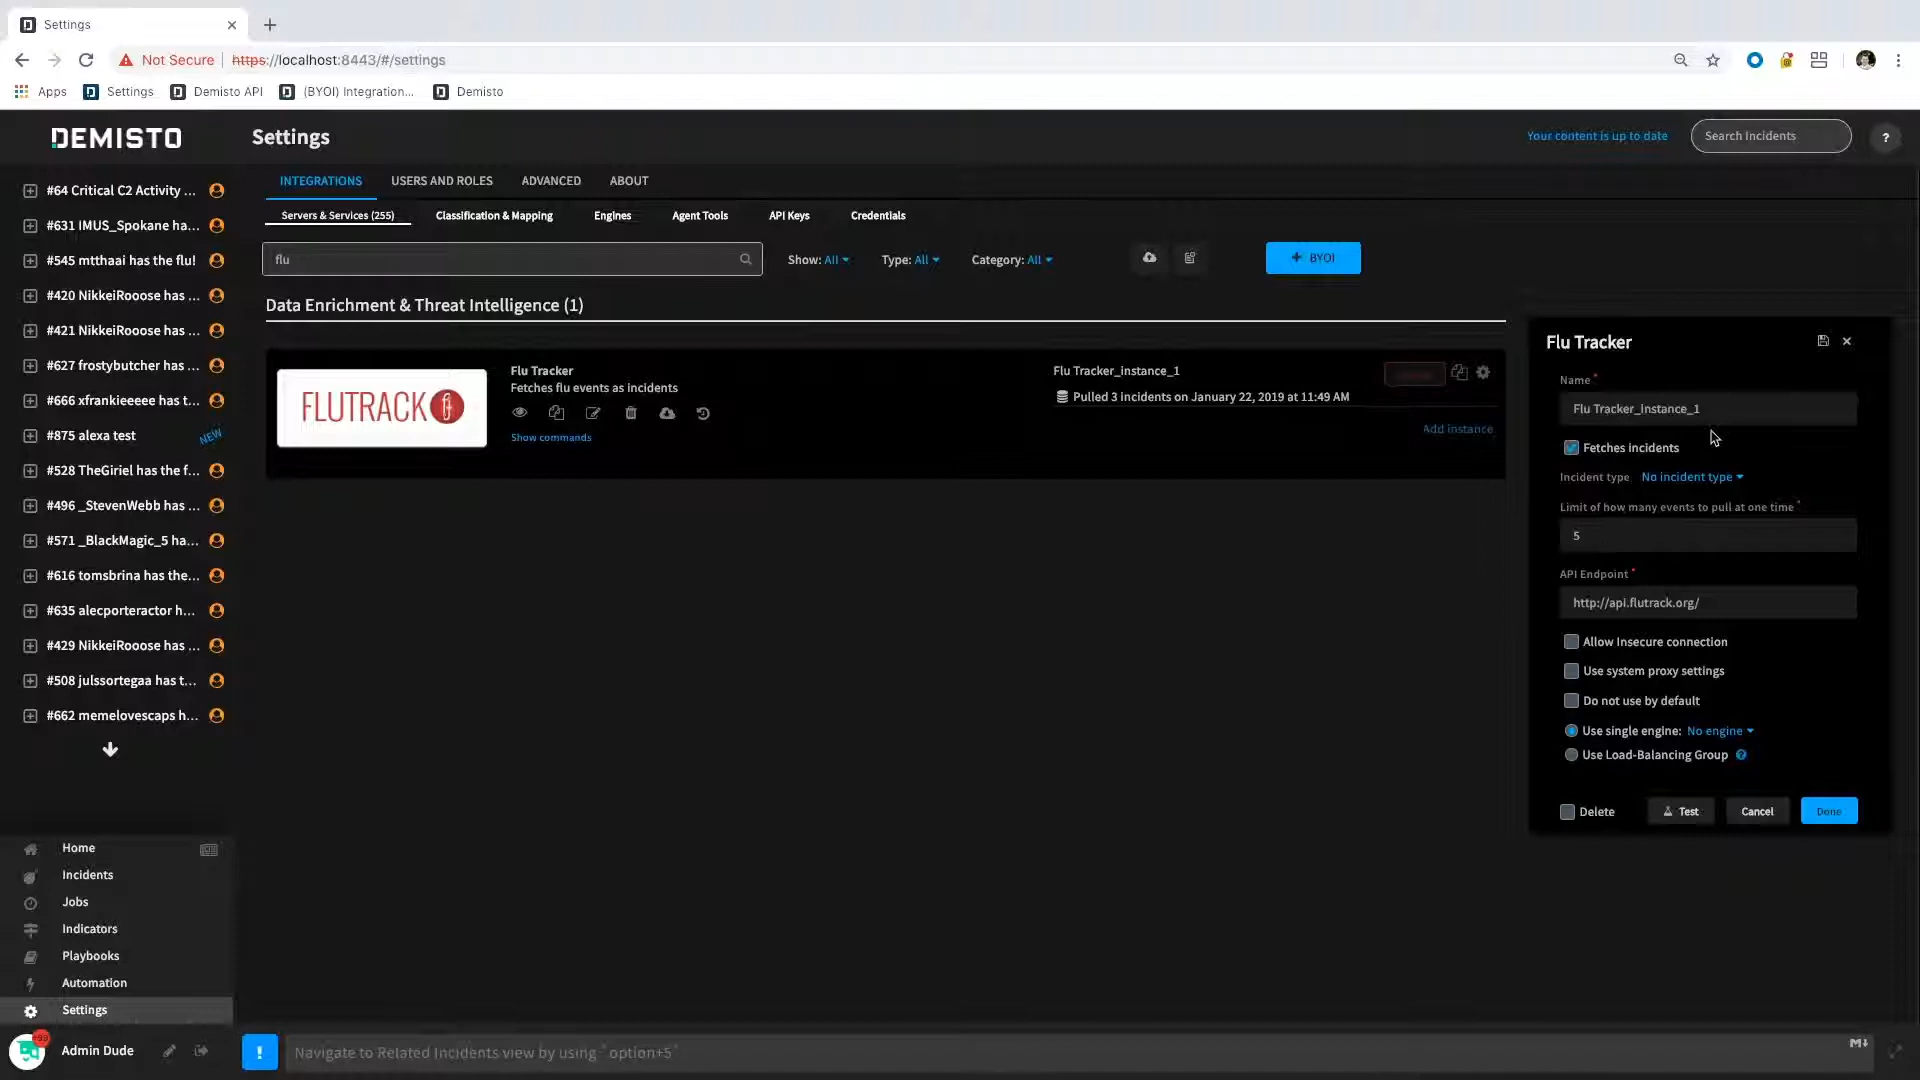 Settings
Not Secure
https://localhost:8443/#/settings
Apps
Settings
Demisto API
(BYOI) Integration...
Demisto
DEMISTO
Settings
Your content is up to date
Search Incidents
?
#64 Critical C2 Activity ...
#631 IMUS_Spokane ha...
#545 mtthaai has the flu!
#420 NikkeiRooose has ...
#421 NikkeiRooose has ...
#627 frostybutcher has ...
#666 xfrankieeeee has t...
#875 alexa test
NEW
#528 TheGiriel has the f...
#496 _StevenWebb has ...
#571 _BlackMagic_5 ha...
#616 tomsbrina has the...
#635 alecporteractor h...
#429 NikkeiRooose has ...
#508 julssortegaa has t...
#662 memelovescaps h...
Home
Incidents
Jobs
Indicators
Playbooks
Automation
Settings
Admin Dude
INTEGRATIONS
USERS AND ROLES
ADVANCED
ABOUT
Servers & Services (255)
Classification & Mapping
Engines
Agent Tools
API Keys
Credentials
flu
Show: All
Type: All
Category: All
+ BYOI
Data Enrichment & Threat Intelligence (1)
FLUTRACK
Flu Tracker
Fetches flu events as incidents
Show commands
Flu Tracker_instance_1
Pulled 3 incidents on January 22, 2019 at 11:49 AM
Add instance
Flu Tracker
Name *
Flu Tracker_instance_1
Fetches incidents
Incident type No incident type
Limit of how many events to pull at one time *
5
API Endpoint *
http://api.flutrack.org/
Allow Insecure connection
Use system proxy settings
Do not use by default
Use single engine: No engine
Use Load-Balancing Group ?
Delete
Test
Cancel
Done
!
Navigate to Related Incidents view by using `option+5`
M↓